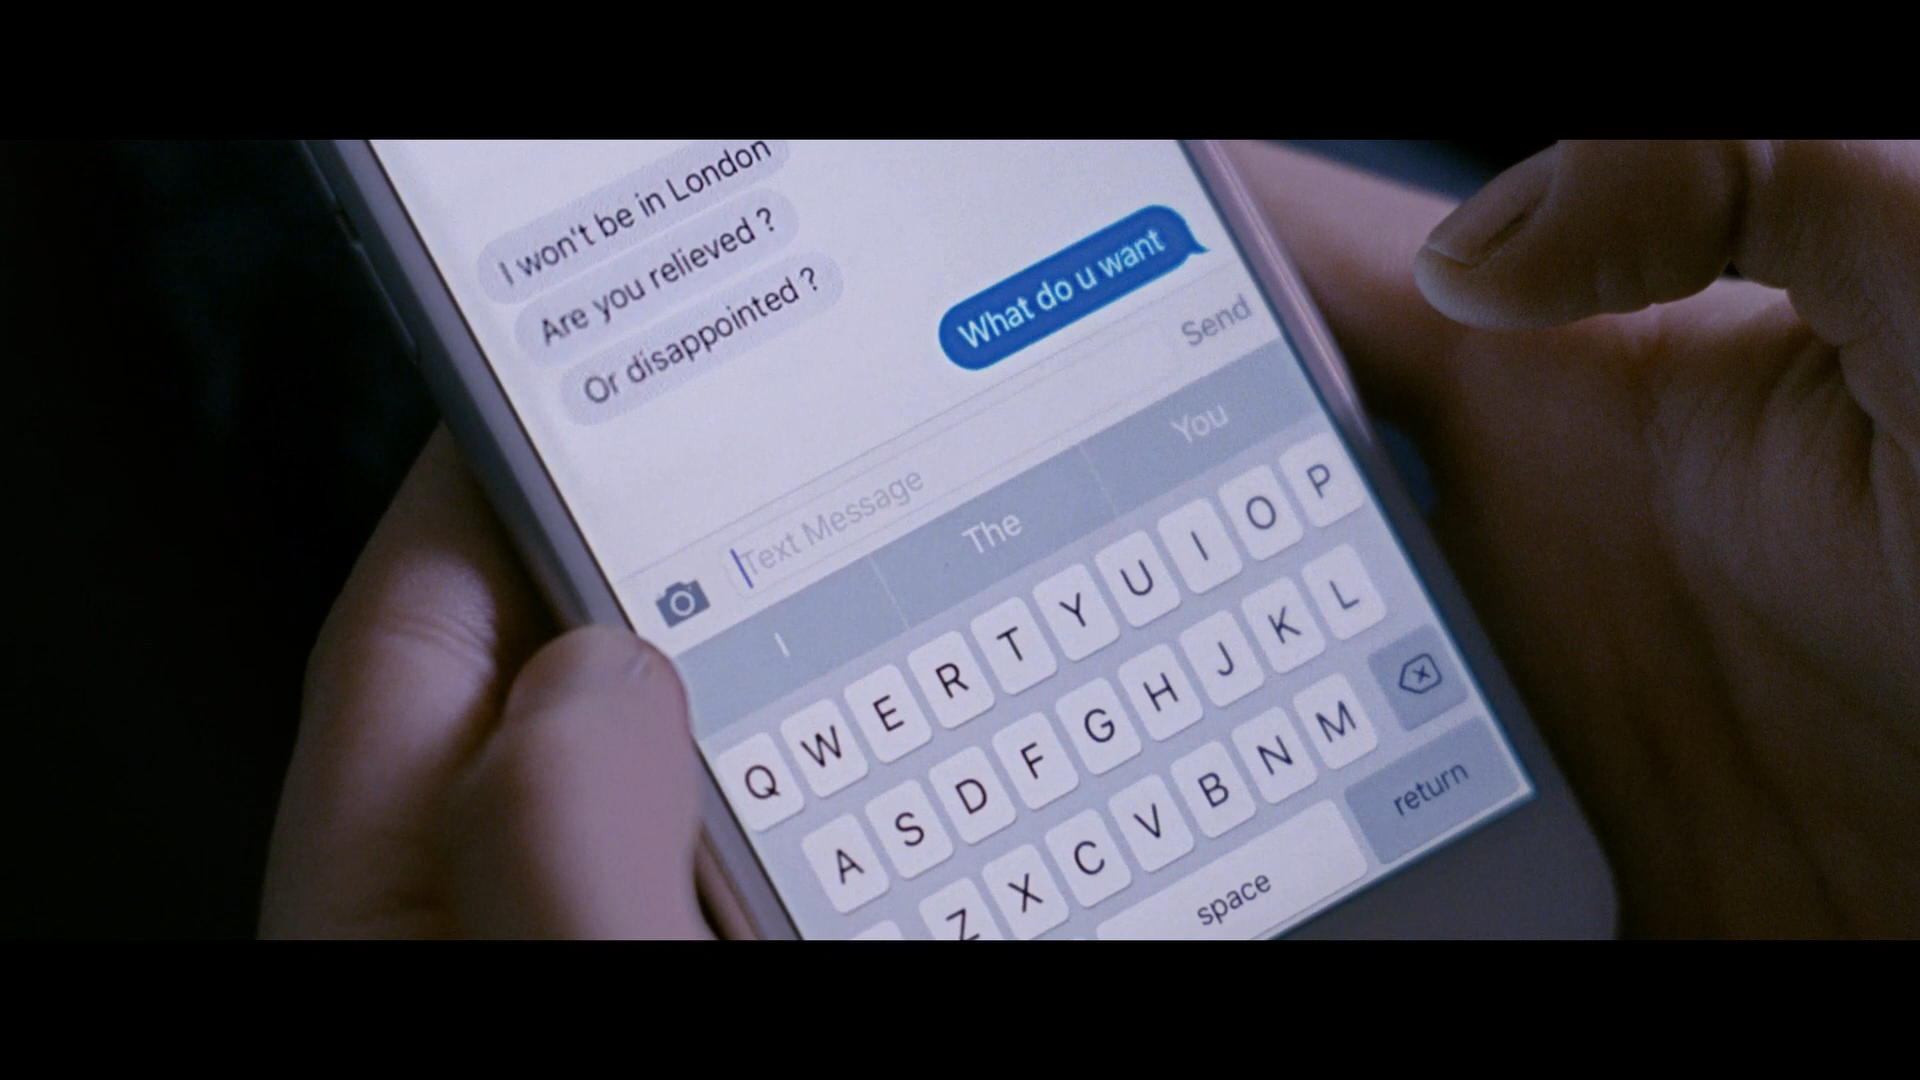 I won't be in London
Are you relieved ?
Or disappointed ?
What do u want
Text Message
Send
I
The
You
Q W E R T Y U I O P
A S D F G H J K L
Z X C V B N M
space
return